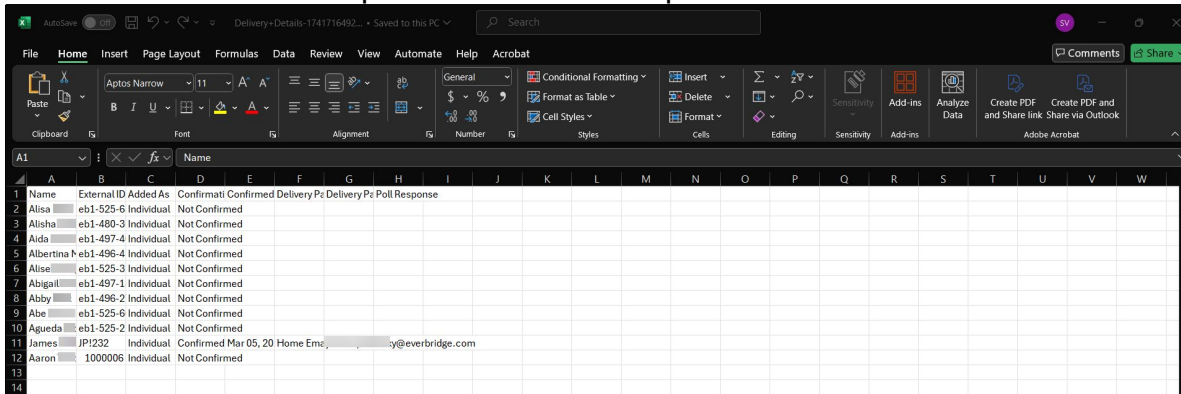 AutoSave Off Delivery+Details-1741716492... • Saved to this PC Search SV
File Home Insert Page Layout Formulas Data Review View Automate Help Acrobat Comments Share
Paste Aptos Narrow 11 A A ab General Conditional Formatting Insert Σ Sensitivity Add-ins Analyze Data Create PDF and Share link Create PDF and Share via Outlook
B I U A $ % 9 Format as Table Delete
Cell Styles Format
Clipboard Font Alignment Number Styles Cells Editing Sensitivity Add-ins Adobe Acrobat
A1 fx Name
A B C D E F G H I J K L M N O P Q R S T U V W
1 Name External ID Added As Confirmati Confirmed Delivery Pa Delivery Pa Poll Response
2 Alisa eb1-525-6 Individual Not Confirmed
3 Alisha eb1-480-3 Individual Not Confirmed
4 Aida eb1-497-4 Individual Not Confirmed
5 Albertina M eb1-496-4 Individual Not Confirmed
6 Alise eb1-525-3 Individual Not Confirmed
7 Abigail eb1-497-1 Individual Not Confirmed
8 Abby eb1-496-2 Individual Not Confirmed
9 Abe eb1-525-6 Individual Not Confirmed
10 Agueda eb1-525-2 Individual Not Confirmed
11 James JP!232 Individual Confirmed Mar 05, 20 Home Ema y@everbridge.com
12 Aaron 1000006 Individual Not Confirmed
13
14